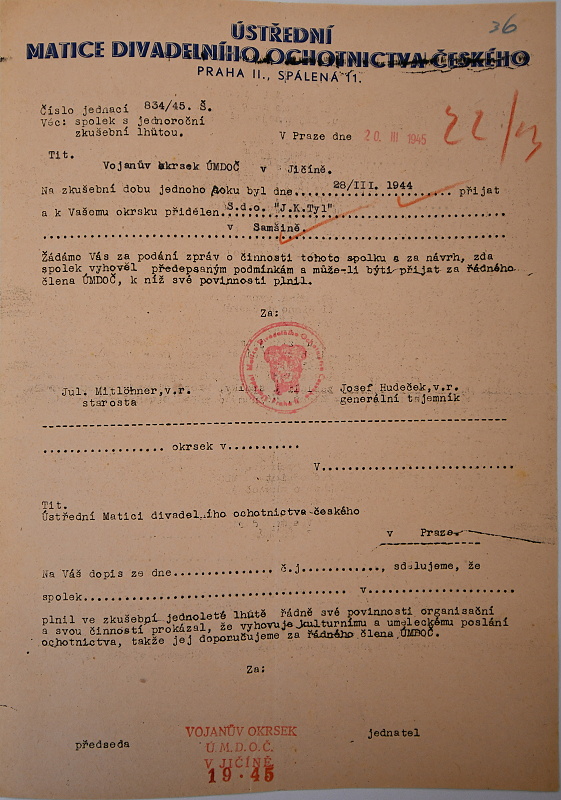 36
ÚSTŘEDNÍ
MATICE DIVADELNÍHO OCHOTNICTVA ČESKÉHO
PRAHA II., SPÁLENÁ 11.
Číslo jednací 834/45. Š.
Věc: spolek s jednoroční
zkušební lhůtou.
V Praze dne 20. III 1945
22/
Tit.
Vojanův okrsek ÚMDOČ v Jičíně.
Na zkušební dobu jednoho roku byl dne......28/III. 1944.......... přijat
a k Vašemu okrsku přidělen S.d.o. "J.K.Tyl"
v Samšině.
Žádáme Vás za podání zpráv o činnosti tohoto spolku a za návrh, zda
spolek vyhověl předepsaným podmínkám a může-li býti přijat za řádného
člena ÚMDOČ, k níž své povinnosti plnil.
Za:
Jul. Mitlöhner,v.r. Josef Hudeček,v.r.
starosta generální tajemník
................. okrsek v...........
V...........................
Tit.
Ústřední Matici divadelního ochotnictva českého
v Praze.
Na Váš dopis ze dne.............. č.j..........., sdělujeme, že
spolek....................................... v.....................
plnil ve zkušební jednoleté lhůtě řádně své povinnosti organisační
a svou činností prokázal, že vyhovuje kulturnímu a uměleckému poslání
ochotnictva, takže jej doporučujeme za řádného člena ÚMDOČ.
Za:
předseda jednatel
VOJANŮV OKRSEK
Ú.M.D.O.Č.
V JIČÍNĚ
19-45